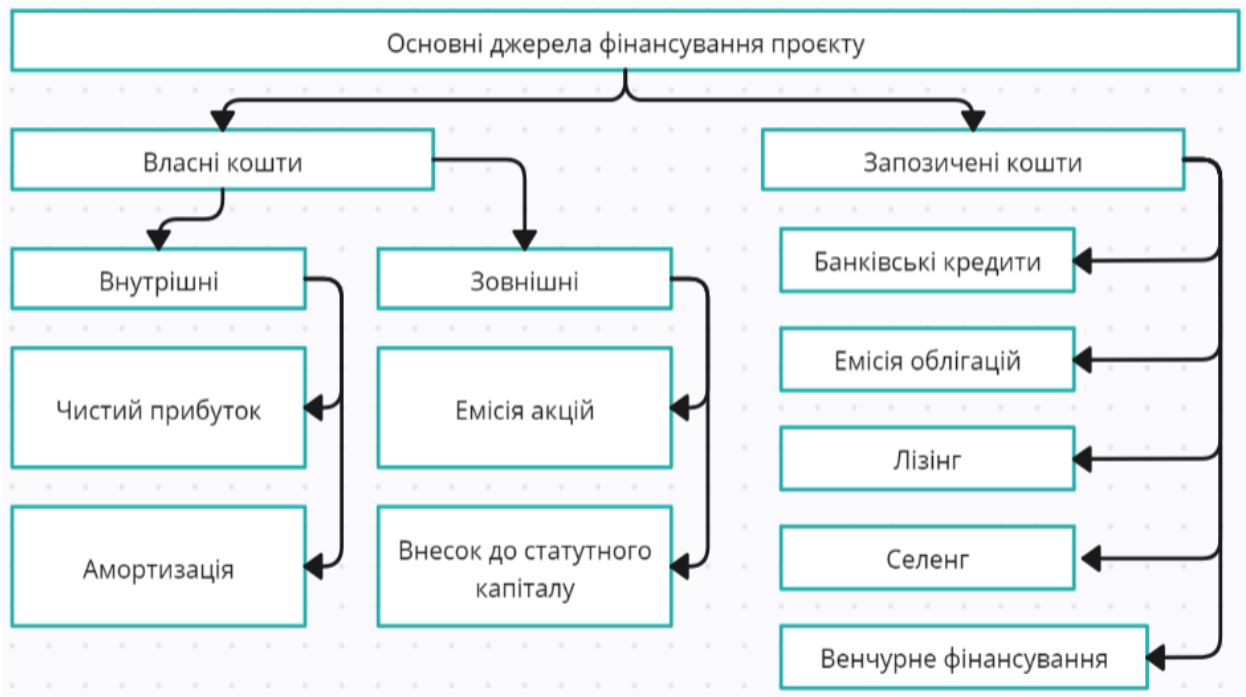 Основні джерела фінансування проєкту
Власні кошти
Запозичені кошти
Внутрішні
Зовнішні
Чистий прибуток
Емісія акцій
Амортизація
Внесок до статутного
капіталу
Банківські кредити
Емісія облігацій
Лізінг
Селенг
Венчурне фінансування